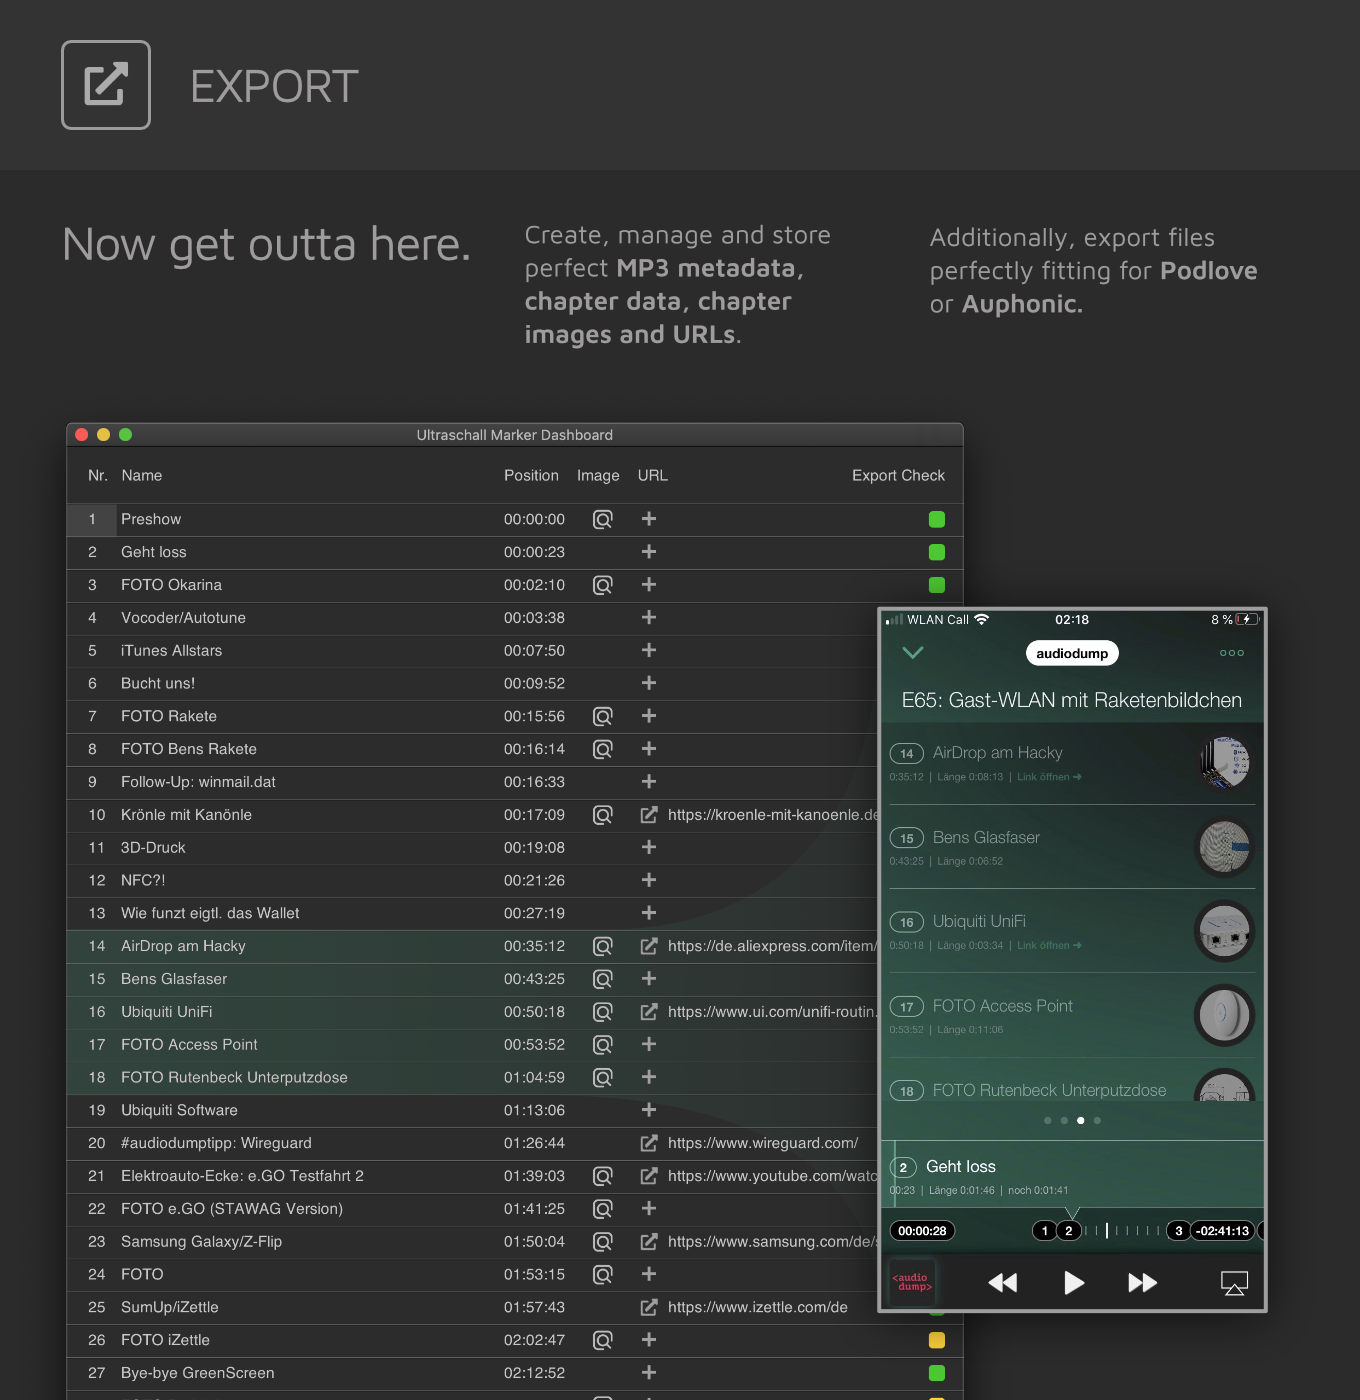 EXPORT
Now get outta here.
Create, manage and store
perfect MP3 metadata,
chapter data, chapter
images and URLs.
Additionally, export files
perfectly fitting for Podlove
or Auphonic.
Ultraschall Marker Dashboard
Nr. Name Position Image URL Export Check
1 Preshow 00:00:00
2 Geht loss 00:00:23
3 FOTO Okarina 00:02:10
4 Vocoder/Autotune 00:03:38
5 iTunes Allstars 00:07:50
6 Bucht uns! 00:09:52
7 FOTO Rakete 00:15:56
8 FOTO Bens Rakete 00:16:14
9 Follow-Up: winmail.dat 00:16:33
10 Krönle mit Kanönle 00:17:09 https://kroenle-mit-kanoenle.de
11 3D-Druck 00:19:08
12 NFC?! 00:21:26
13 Wie funzt eigtl. das Wallet 00:27:19
14 AirDrop am Hacky 00:35:12 https://de.aliexpress.com/item/
15 Bens Glasfaser 00:43:25
16 Ubiquiti UniFi 00:50:18 https://www.ui.com/unifi-routin.
17 FOTO Access Point 00:53:52
18 FOTO Rutenbeck Unterputzdose 01:04:59
19 Ubiquiti Software 01:13:06
20 #audiodumptipp: Wireguard 01:26:44 https://www.wireguard.com/
21 Elektroauto-Ecke: e.GO Testfahrt 2 01:39:03 https://www.youtube.com/watc
22 FOTO e.GO (STAWAG Version) 01:41:25
23 Samsung Galaxy/Z-Flip 01:50:04 https://www.samsung.com/de/s
24 FOTO 01:53:15
25 SumUp/iZettle 01:57:43 https://www.izettle.com/de
26 FOTO iZettle 02:02:47
27 Bye-bye GreenScreen 02:12:52
WLAN Call 02:18 8 %
audiodump
E65: Gast-WLAN mit Raketenbildchen
14 AirDrop am Hacky
0:35:12 | Länge 0:08:13 | Link öffnen ➔
15 Bens Glasfaser
0:43:25 | Länge 0:06:52
16 Ubiquiti UniFi
0:50:18 | Länge 0:03:34 | Link öffnen ➔
17 FOTO Access Point
0:53:52 | Länge 0:11:06
18 FOTO Rutenbeck Unterputzdose
2 Geht loss
00:23 | Länge 0:01:46 | noch 0:01:41
00:00:28 1 2 3 -02:41:13
<audio
dump>